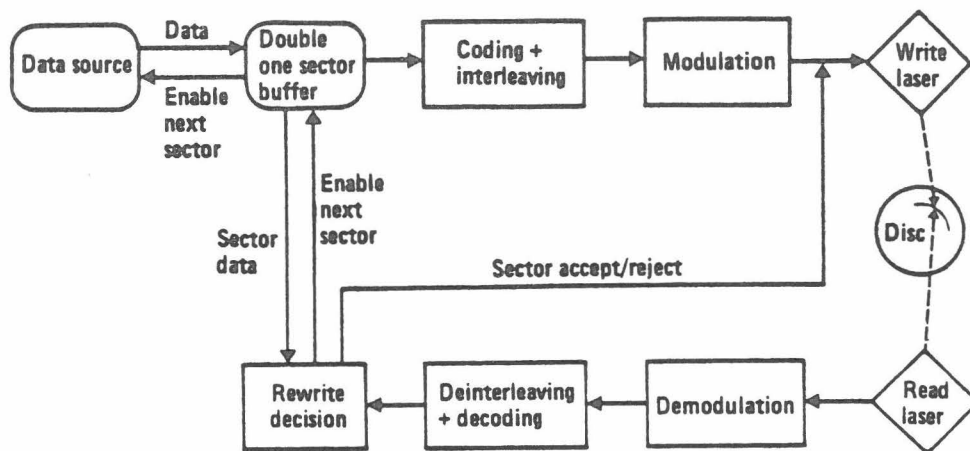 Data
Data source
Enable
next
sector
Double
one sector
buffer
Coding +
interleaving
Modulation
Write
laser
Sector
data
Enable
next
sector
Sector accept/reject
Disc
Rewrite
decision
Deinterleaving
+ decoding
Demodulation
Read
laser